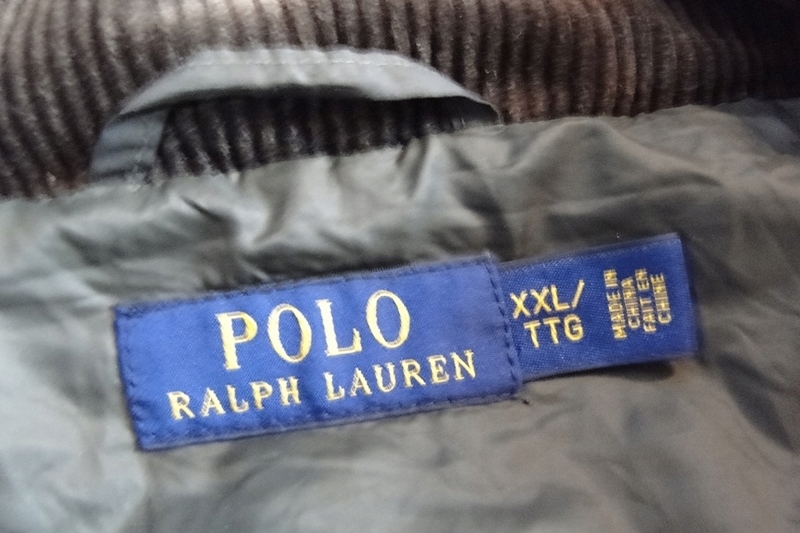 POLO
RALPH LAUREN
XXL/
TTG
MADE IN
CHINA
FAIT EN
CHINE